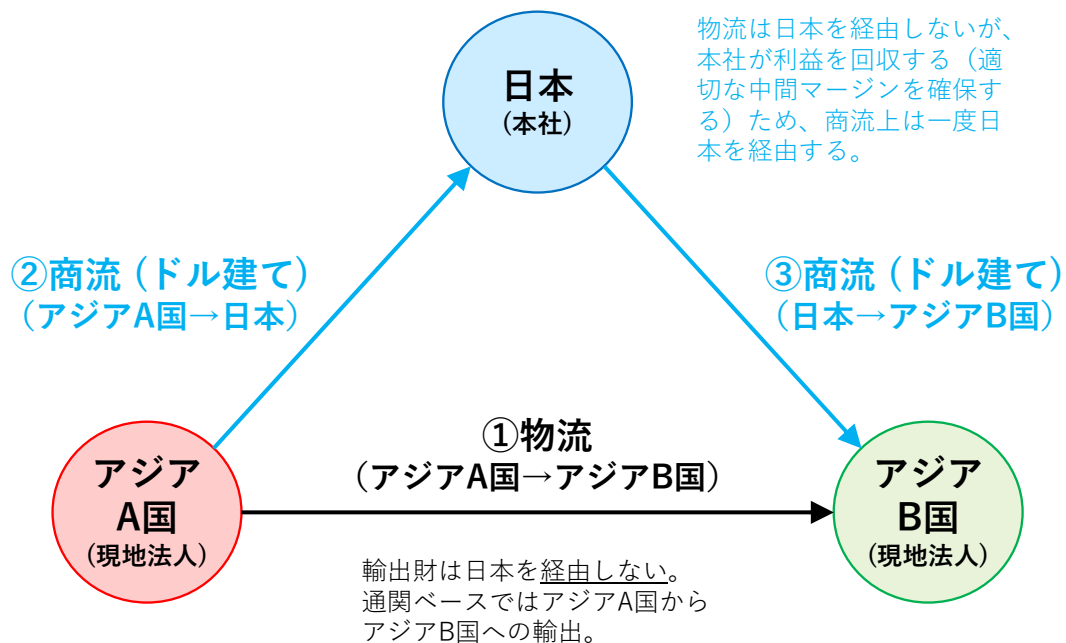 日本
(本社)
物流は日本を経由しないが、
本社が利益を回収する（適
切な中間マージンを確保す
る）ため、商流上は一度日
本を経由する。
②商流 (ドル建て)
（アジアA国→日本）
③商流 (ドル建て)
（日本→アジアB国）
①物流
（アジアA国→アジアB国）
アジア
A国
(現地法人)
アジア
B国
(現地法人)
輸出財は日本を経由しない。
通関ベースではアジアA国から
アジアB国への輸出。